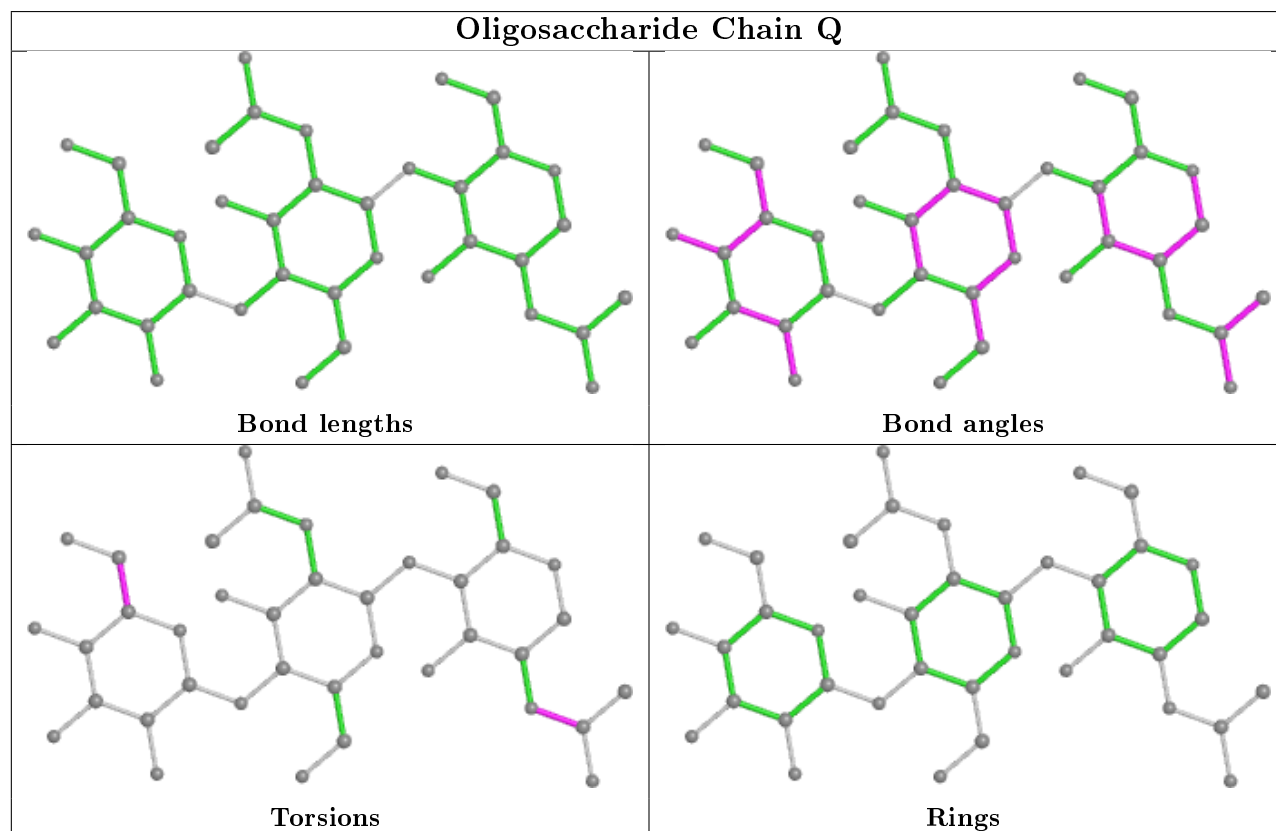 Oligosaccharide Chain Q
Bond lengths
Bond angles
Torsions
Rings